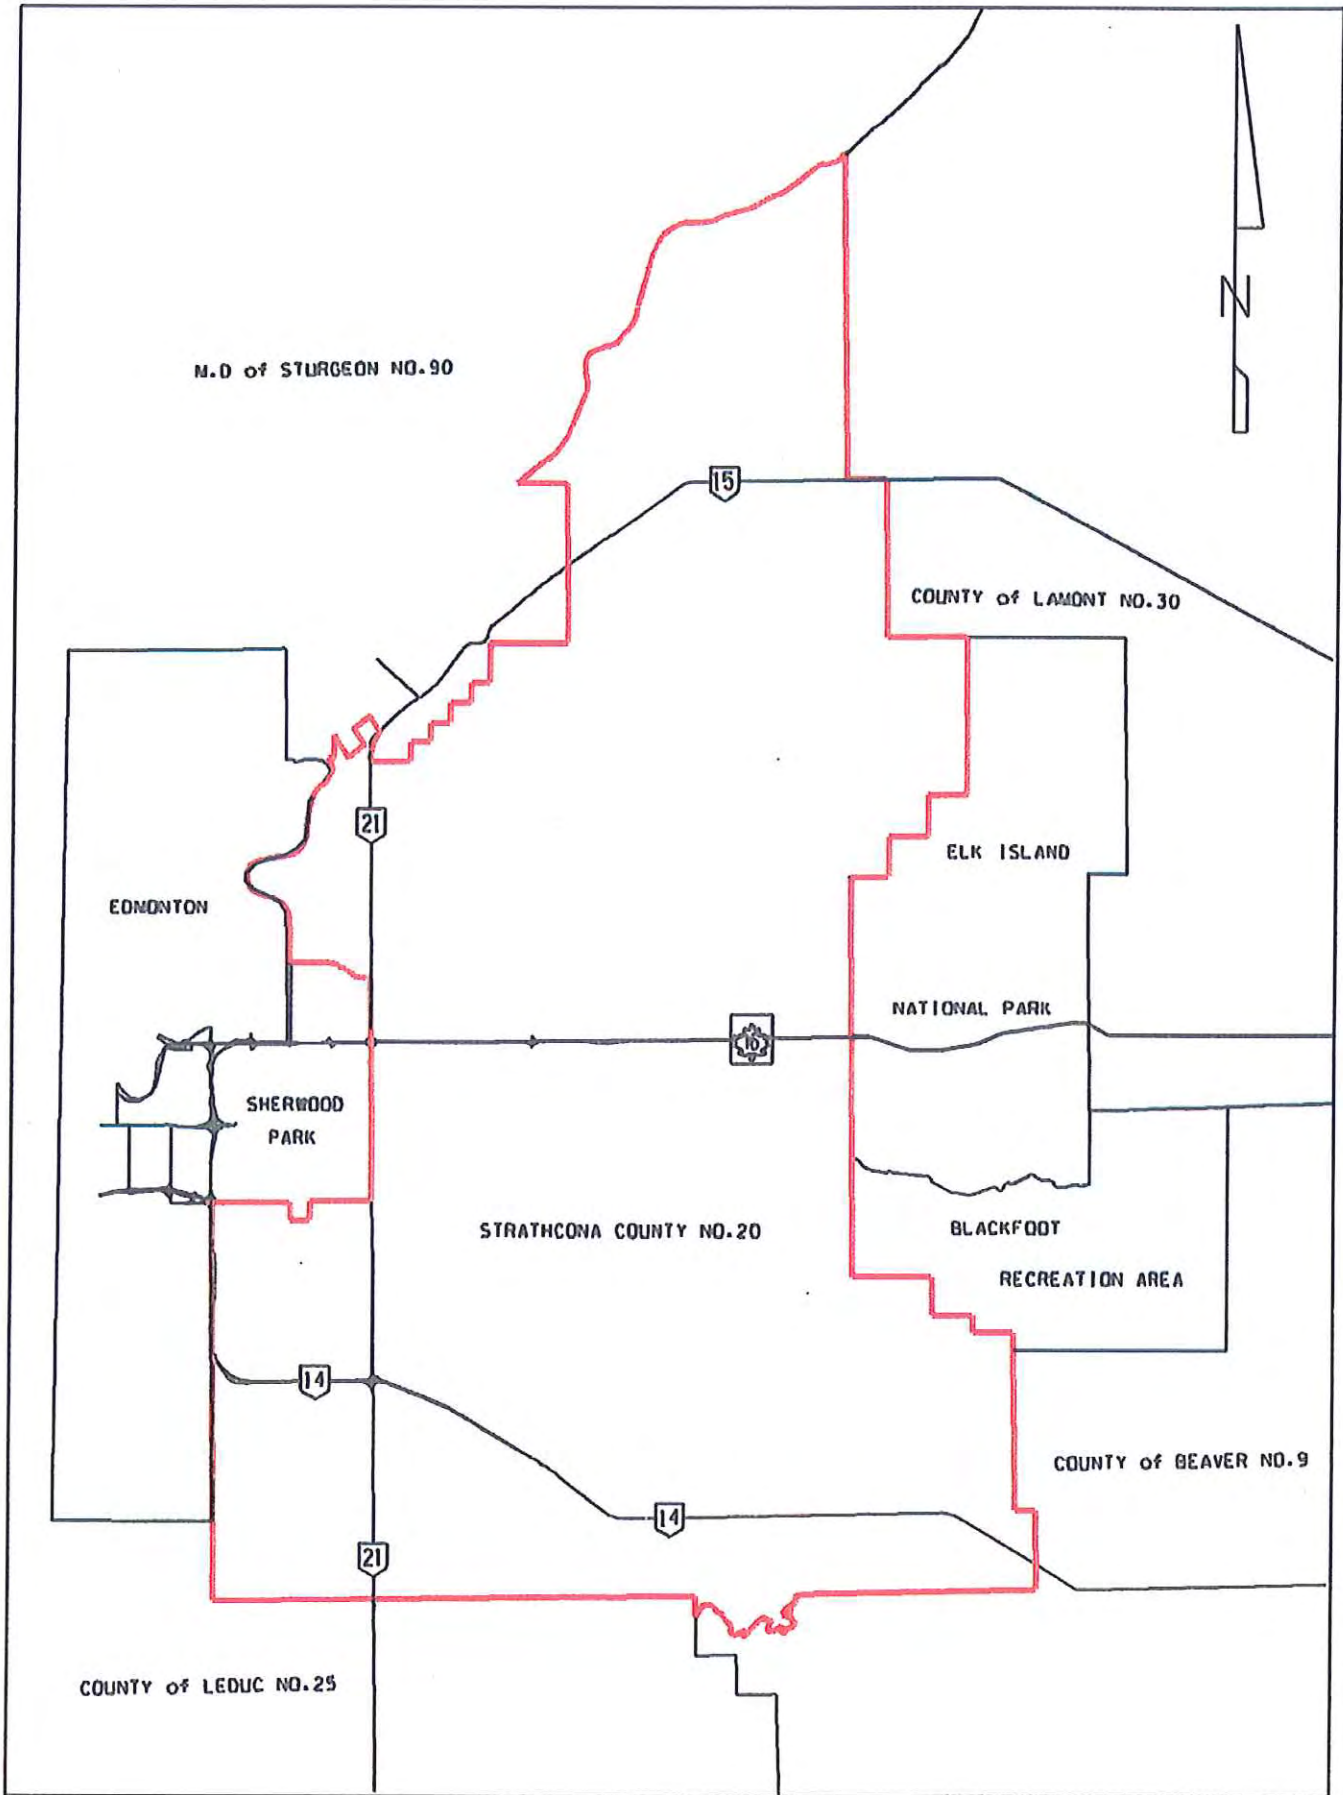 N
M.D of STURGEON NO.90
15
COUNTY of LAMONT NO.30
21
ELK ISLAND
EDMONTON
NATIONAL PARK
16
SHERWOOD
PARK
STRATHCONA COUNTY NO.20
BLACKFOOT
RECREATION AREA
14
COUNTY of BEAVER NO.9
14
21
COUNTY of LEDUC NO.25